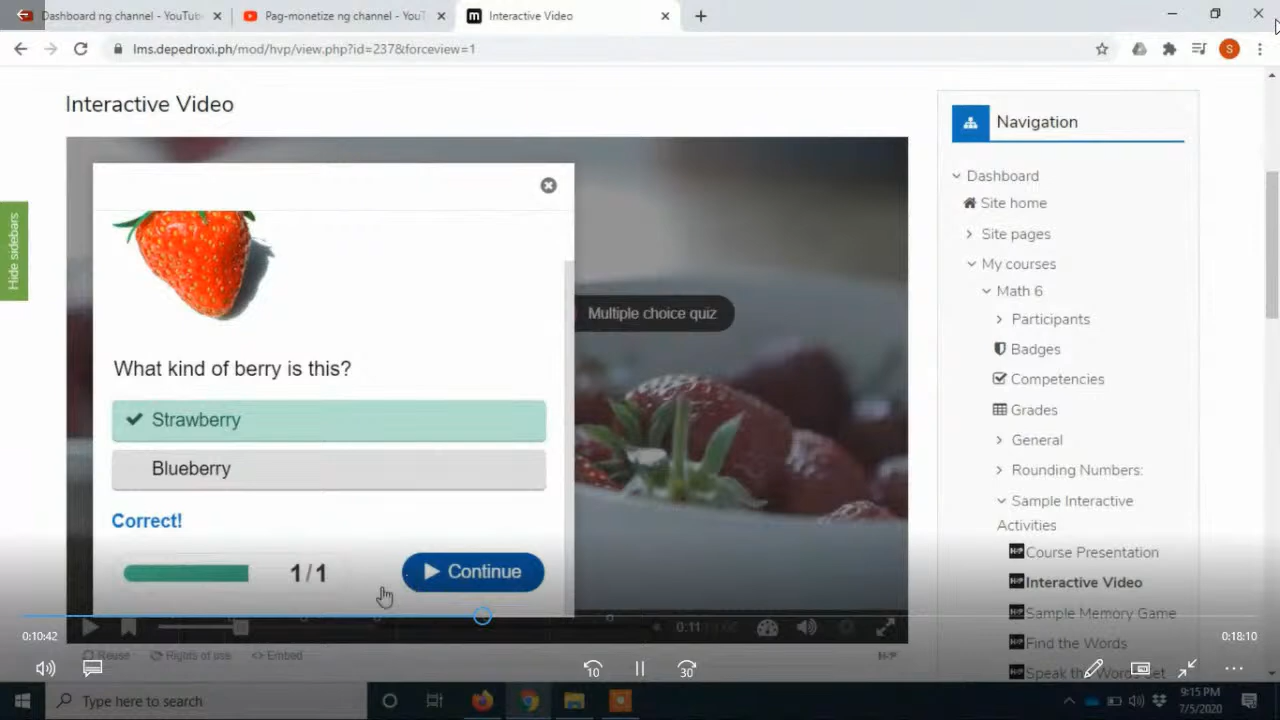 Dashboard ng channel - YouTub
Pag-monetize ng channel - YouT
Interactive Video
lms.depedroxi.ph/mod/hvp/view.php?id=237&forceview=1
S
Interactive Video
Navigation
Dashboard
Site home
Site pages
My courses
Math 6
Participants
Badges
Competencies
Grades
General
Rounding Numbers:
Sample Interactive
Activities
Course Presentation
Interactive Video
Sample Memory Game
Find the Words
Hide sidebars
Multiple choice quiz
What kind of berry is this?
Strawberry
Blueberry
Correct!
1/1
Continue
0:11
0:10:42
0:18:10
Reuse
Rights of use
<> Embed
H-P
10
30
Type here to search
9:15 PM
7/5/2020